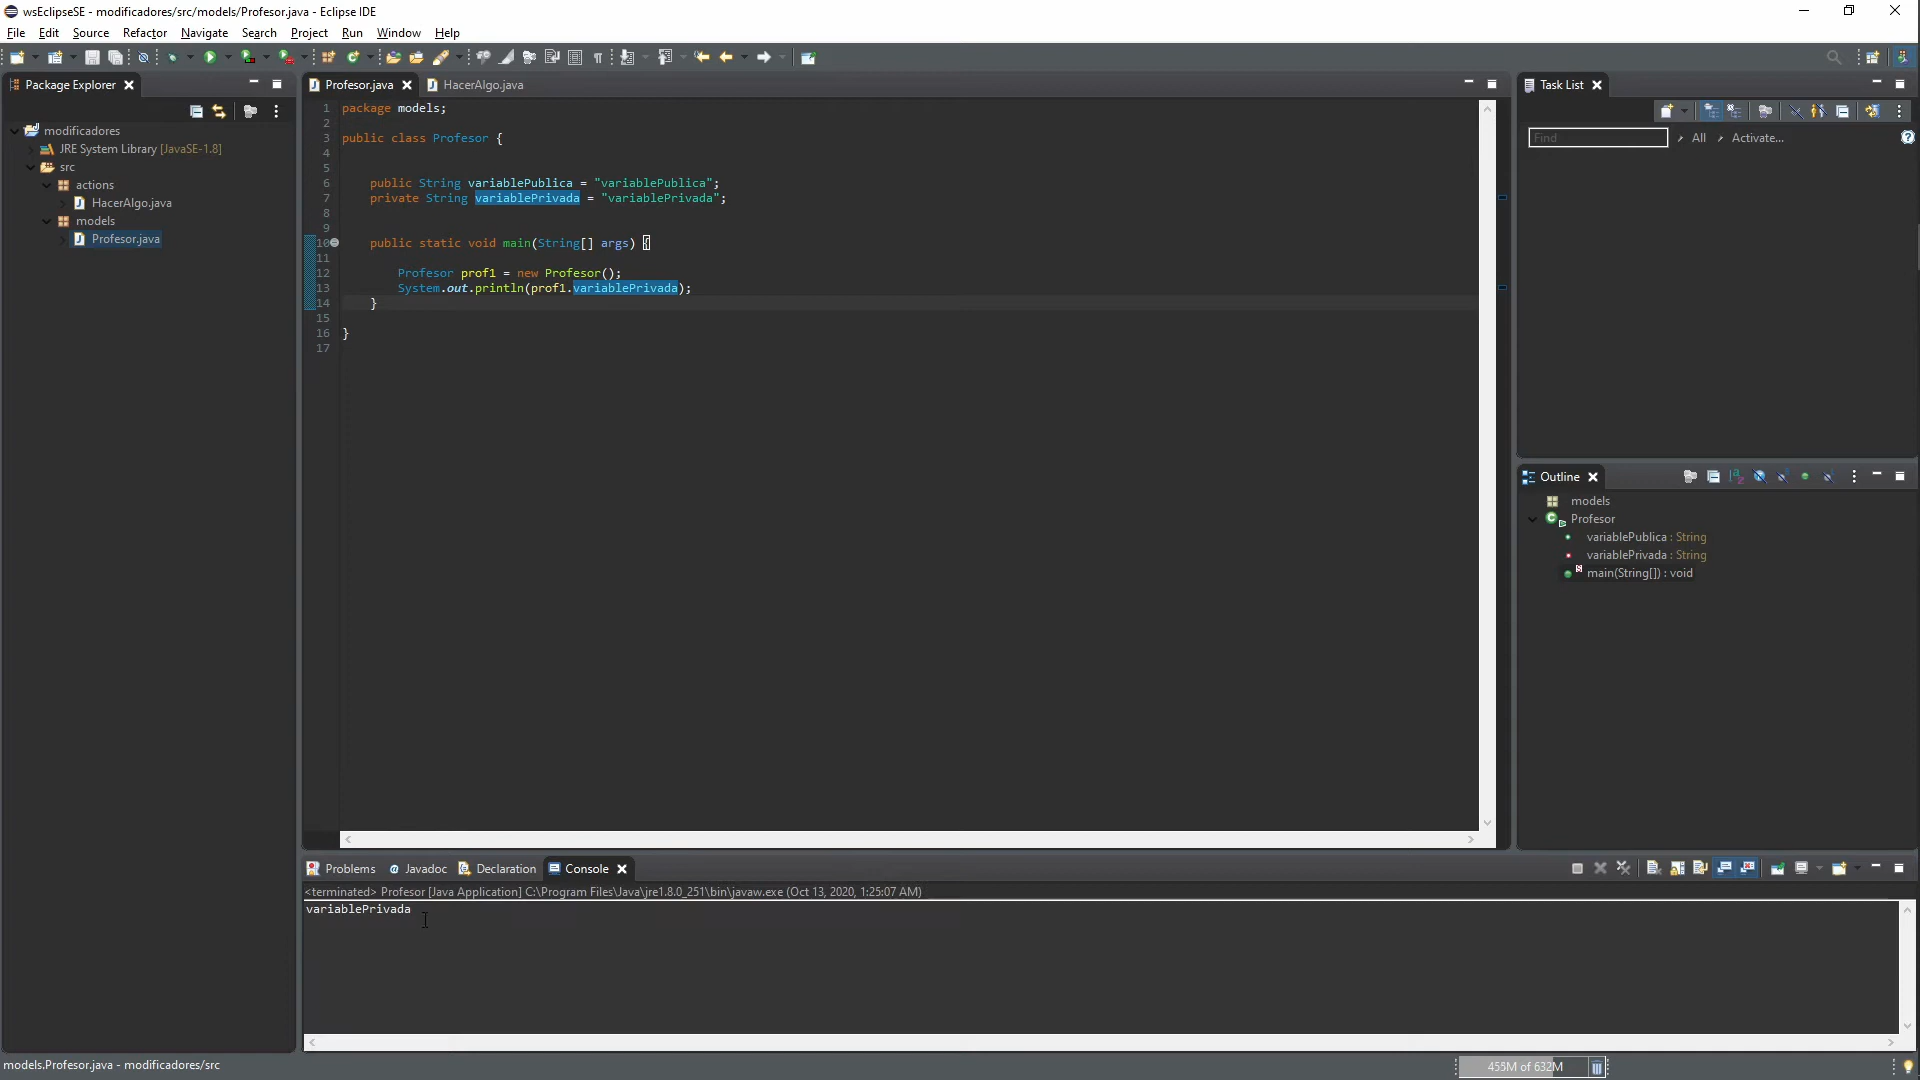 wsEclipseSE - modificadores/src/models/Profesor.java - Eclipse IDE
File Edit Source Refactor Navigate Search Project Run Window Help
Package Explorer
modificadores
JRE System Library [JavaSE-1.8]
src
actions
HacerAlgo.java
models
Profesor.java
Profesor.java HacerAlgo.java
1 package models;
2
3 public class Profesor {
4
5
6 public String variablePublica = "variablePublica";
7 private String variablePrivada = "variablePrivada";
8
9
10 public static void main(String[] args) {
11
12 Profesor prof1 = new Profesor();
13 System.out.println(prof1.variablePrivada);
14 }
15
16 }
17
Task List
Find All Activate...
Outline
models
Profesor
variablePublica : String
variablePrivada : String
main(String[]) : void
Problems Javadoc Declaration Console
<terminated> Profesor [Java Application] C:\Program Files\Java\jre1.8.0_251\bin\javaw.exe (Oct 13, 2020, 1:25:07 AM)
variablePrivada
models.Profesor.java - modificadores/src
455M of 632M